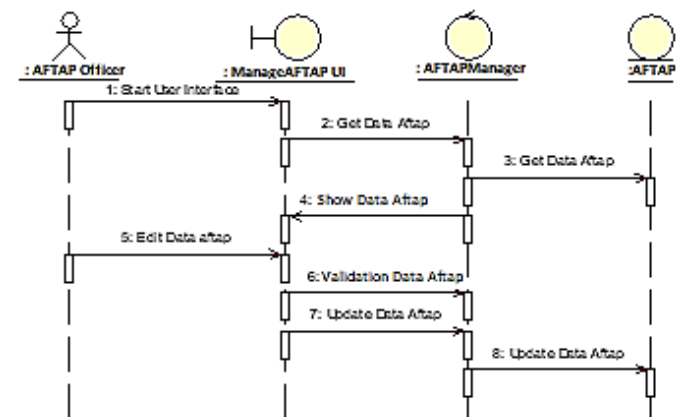 : AFTAP Officer
: ManageAFTAP UI
: AFTAPManager
:AFTAP
1: Start User Interface
2: Get Data Aftap
3: Get Data Aftap
4: Show Data Aftap
5: Edit Data aftap
6: Validation Data Aftap
7: Update Data Aftap
8: Update Data Aftap